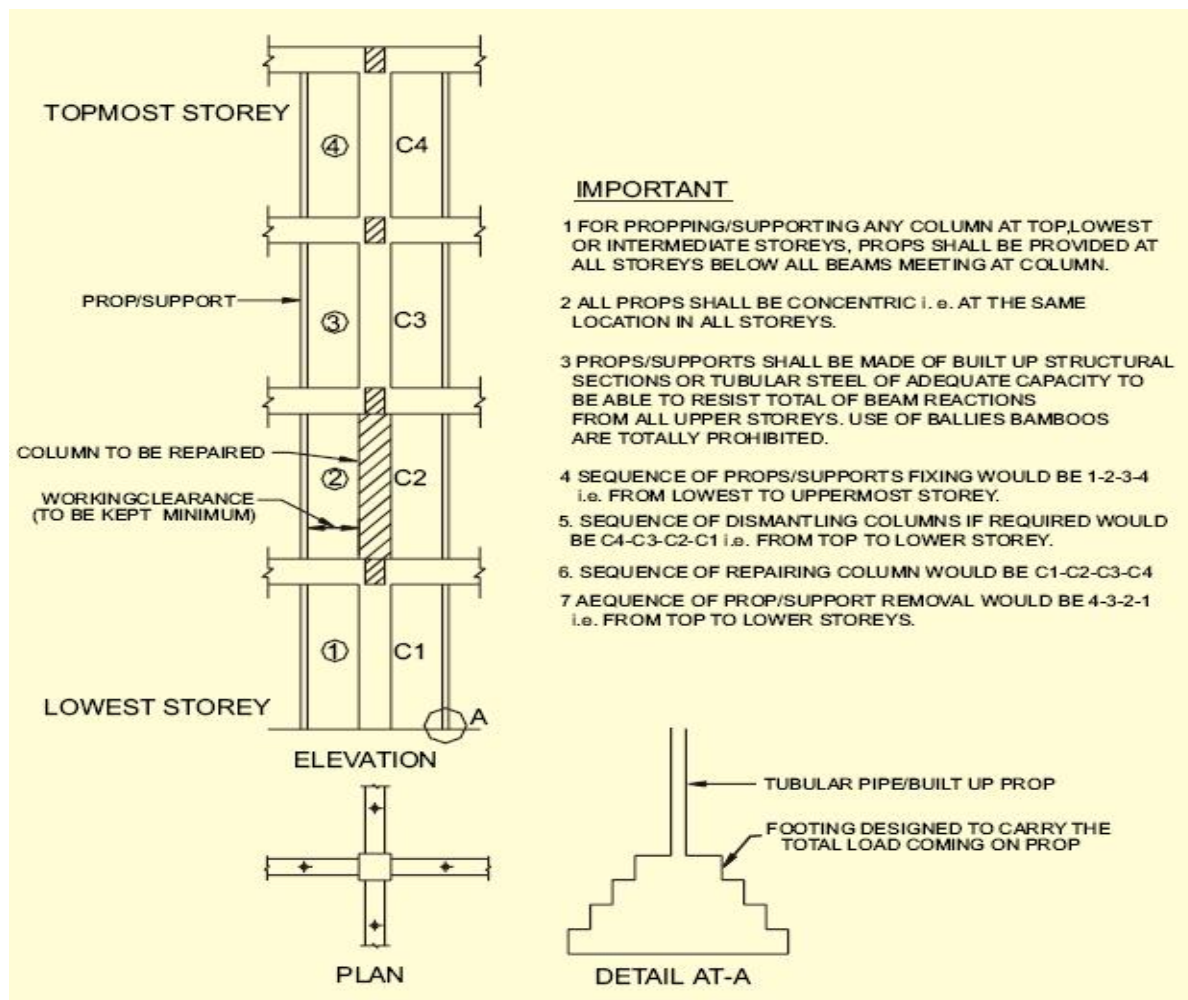 TOPMOST STOREY
4
C4
PROP/SUPPORT
3
C3
COLUMN TO BE REPAIRED
2
C2
WORKINGCLEARANCE
(TO BE KEPT MINIMUM)
1
C1
LOWEST STOREY
A
ELEVATION
PLAN
IMPORTANT
1 FOR PROPPING/SUPPORTING ANY COLUMN AT TOP,LOWEST
OR INTERMEDIATE STOREYS, PROPS SHALL BE PROVIDED AT
ALL STOREYS BELOW ALL BEAMS MEETING AT COLUMN.
2 ALL PROPS SHALL BE CONCENTRIC i. e. AT THE SAME
LOCATION IN ALL STOREYS.
3 PROPS/SUPPORTS SHALL BE MADE OF BUILT UP STRUCTURAL
SECTIONS OR TUBULAR STEEL OF ADEQUATE CAPACITY TO
BE ABLE TO RESIST TOTAL OF BEAM REACTIONS
FROM ALL UPPER STOREYS. USE OF BALLIES BAMBOOS
ARE TOTALLY PROHIBITED.
4 SEQUENCE OF PROPS/SUPPORTS FIXING WOULD BE 1-2-3-4
i.e. FROM LOWEST TO UPPERMOST STOREY.
5. SEQUENCE OF DISMANTLING COLUMNS IF REQUIRED WOULD
BE C4-C3-C2-C1 i.e. FROM TOP TO LOWER STOREY.
6. SEQUENCE OF REPAIRING COLUMN WOULD BE C1-C2-C3-C4
7 AEQUENCE OF PROP/SUPPORT REMOVAL WOULD BE 4-3-2-1
i.e. FROM TOP TO LOWER STOREYS.
TUBULAR PIPE/BUILT UP PROP
FOOTING DESIGNED TO CARRY THE
TOTAL LOAD COMING ON PROP
DETAIL AT-A